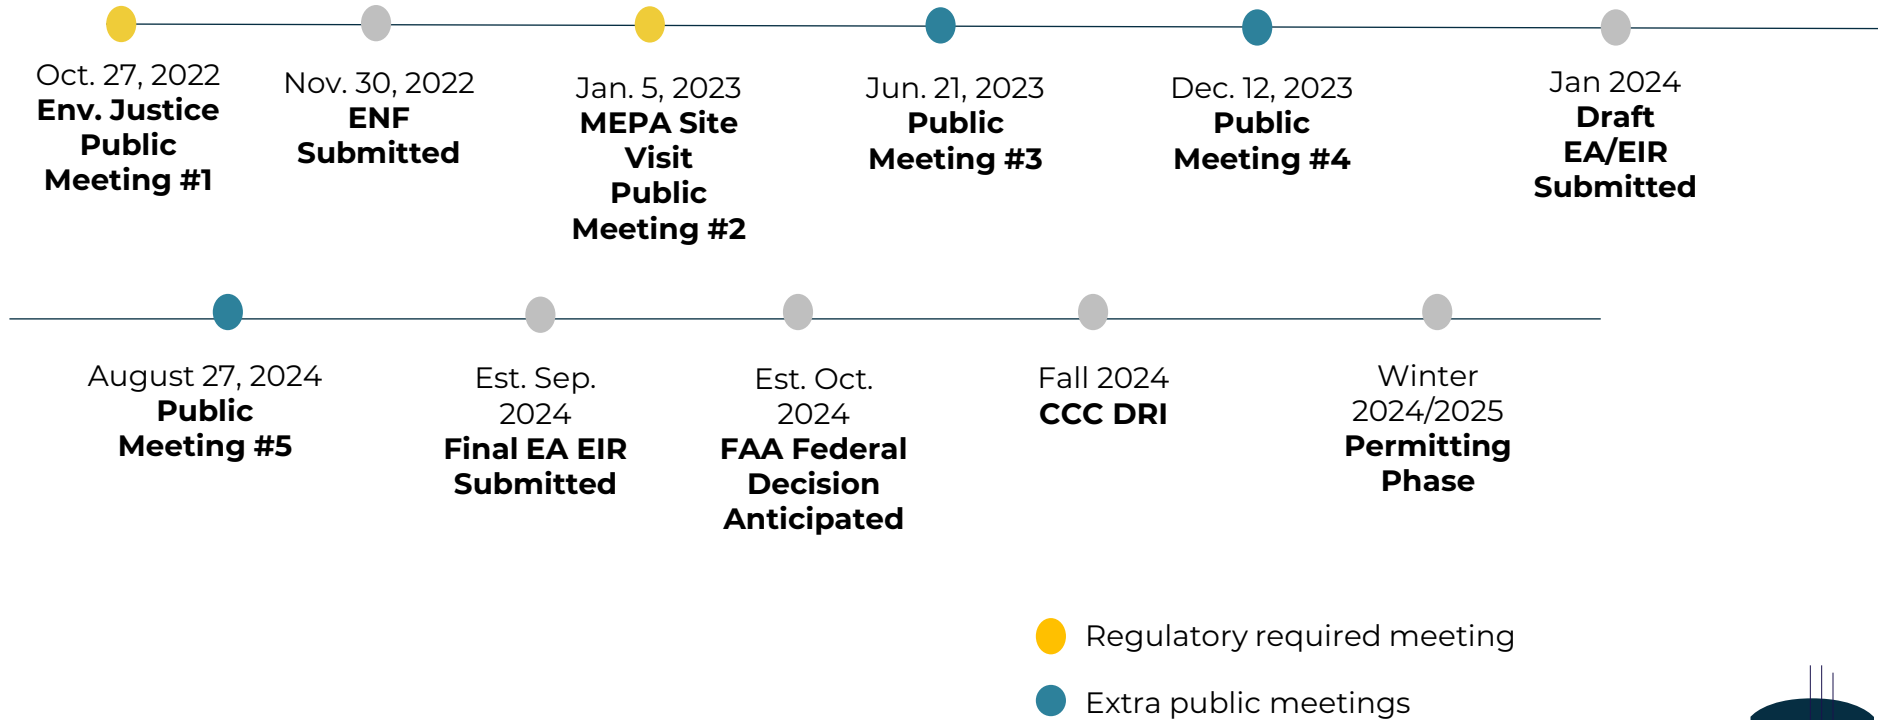 Oct. 27, 2022
Env. Justice
Public
Meeting #1
Nov. 30, 2022
ENF
Submitted
Jan. 5, 2023
MEPA Site
Visit
Public
Meeting #2
Jun. 21, 2023
Public
Meeting #3
Dec. 12, 2023
Public
Meeting #4
Jan 2024
Draft
EA/EIR
Submitted
August 27, 2024
Public
Meeting #5
Est. Sep.
2024
Final EA EIR
Submitted
Est. Oct.
2024
FAA Federal
Decision
Anticipated
Fall 2024
CCC DRI
Winter
2024/2025
Permitting
Phase
Regulatory required meeting
Extra public meetings